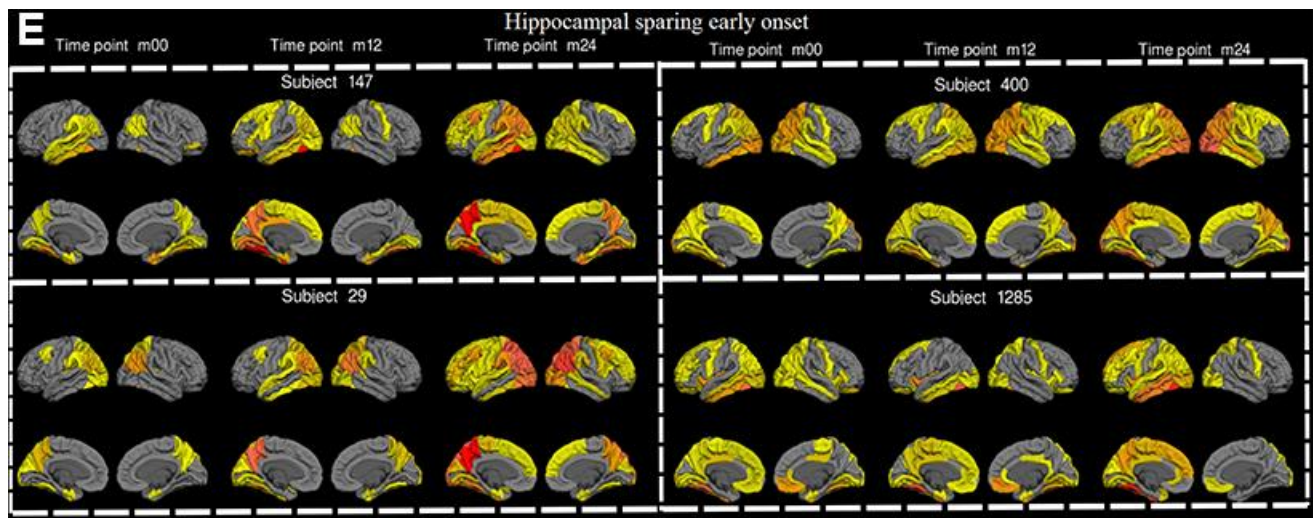 E
Hippocampal sparing early onset
Time point m00 Time point m12 Time point m24 Time point m00 Time point m12 Time point m24
Subject 147 Subject 400
Subject 29 Subject 1285